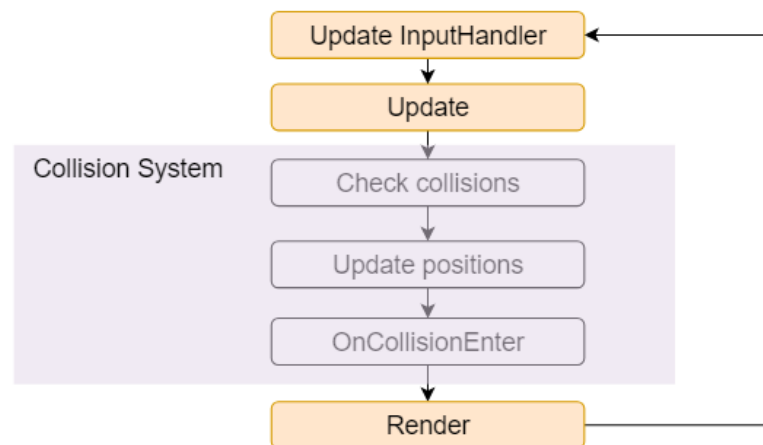 Update InputHandler
Update
Collision System
Check collisions
Update positions
OnCollisionEnter
Render